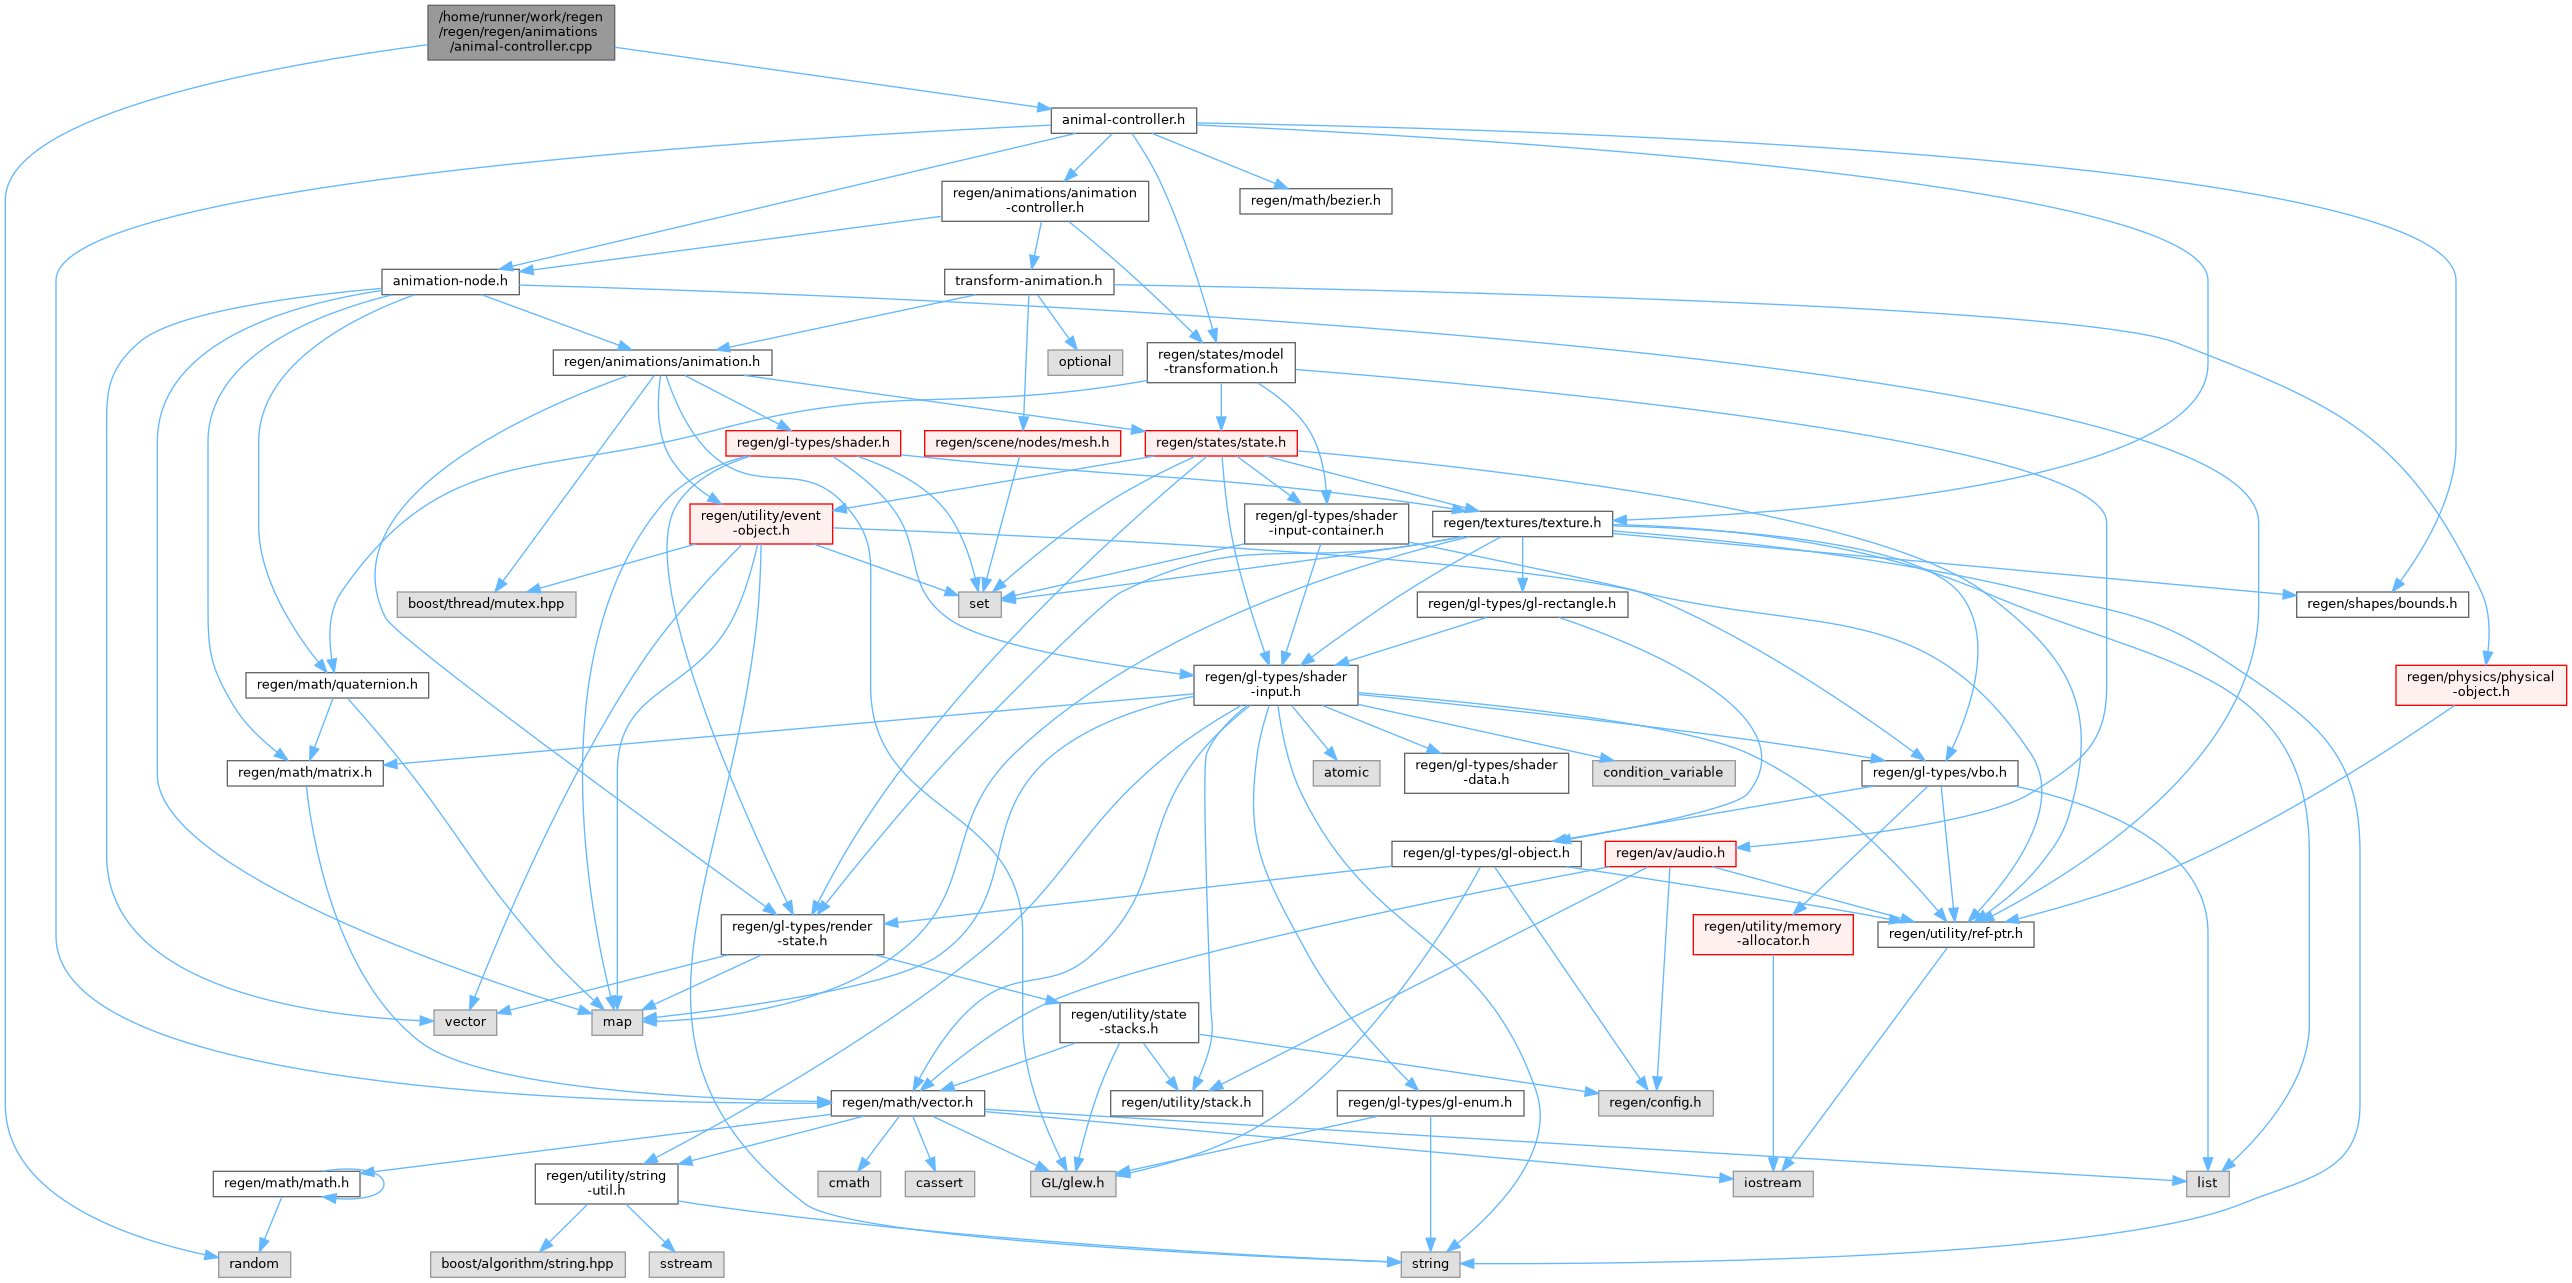 /home/runner/work/regen
/regen/regen/animations
/animal-controller.cpp
animal-controller.h
regen/animations/animation
-controller.h
regen/math/bezier.h
animation-node.h
transform-animation.h
regen/animations/animation.h
optional
regen/states/model
-transformation.h
regen/gl-types/shader.h
regen/scene/nodes/mesh.h
regen/states/state.h
regen/utility/event
-object.h
regen/gl-types/shader
-input-container.h
regen/textures/texture.h
boost/thread/mutex.hpp
set
regen/gl-types/gl-rectangle.h
regen/shapes/bounds.h
regen/math/quaternion.h
regen/gl-types/shader
-input.h
regen/physics/physical
-object.h
regen/math/matrix.h
atomic
regen/gl-types/shader
-data.h
condition_variable
regen/gl-types/vbo.h
regen/gl-types/gl-object.h
regen/av/audio.h
regen/gl-types/render
-state.h
regen/utility/memory
-allocator.h
regen/utility/ref-ptr.h
vector
map
regen/utility/state
-stacks.h
regen/math/vector.h
regen/utility/stack.h
regen/gl-types/gl-enum.h
regen/config.h
regen/math/math.h
regen/utility/string
-util.h
cmath
cassert
GL/glew.h
iostream
list
random
boost/algorithm/string.hpp
sstream
string